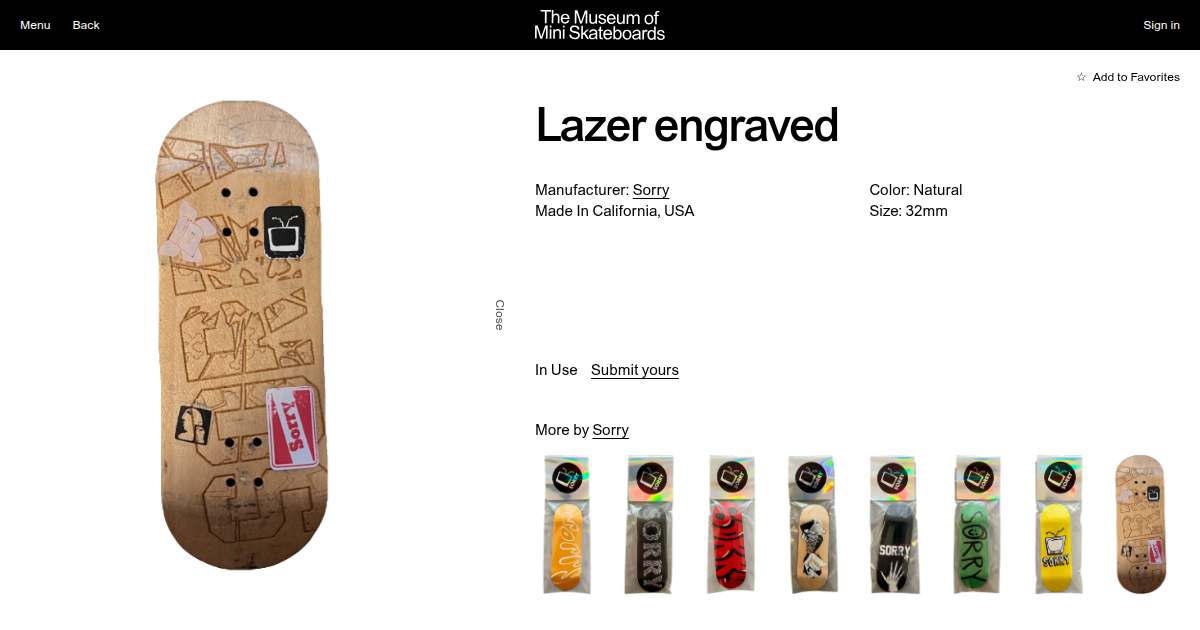 Menu
Back
The Museum of
Mini Skateboards
Sign in
☆ Add to Favorites
Lazer engraved
Manufacturer: Sorry
Made In California, USA
Color: Natural
Size: 32mm
Close
In Use
Submit yours
More by Sorry
Sorry
SORRY
SORRY
SORRY
SORRY